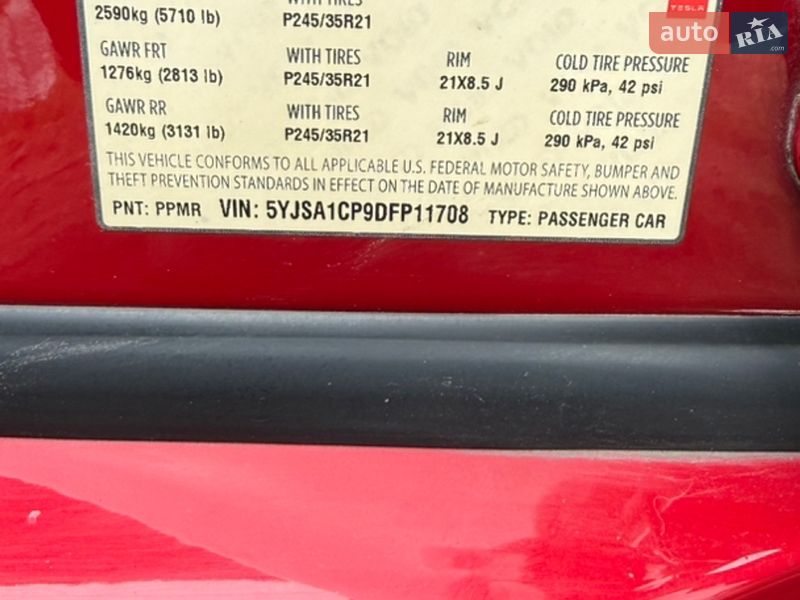 TESLA
auto RIA .com
2590kg (5710 lb) P245/35R21
GAWR FRT WITH TIRES RIM COLD TIRE PRESSURE
1276kg (2813 lb) P245/35R21 21X8.5 J 290 kPa, 42 psi
GAWR RR WITH TIRES RIM COLD TIRE PRESSURE
1420kg (3131 lb) P245/35R21 21X8.5 J 290 kPa, 42 psi
THIS VEHICLE CONFORMS TO ALL APPLICABLE U.S. FEDERAL MOTOR SAFETY, BUMPER AND
THEFT PREVENTION STANDARDS IN EFFECT ON THE DATE OF MANUFACTURE SHOWN ABOVE.
PNT: PPMR VIN: 5YJSA1CP9DFP11708 TYPE: PASSENGER CAR